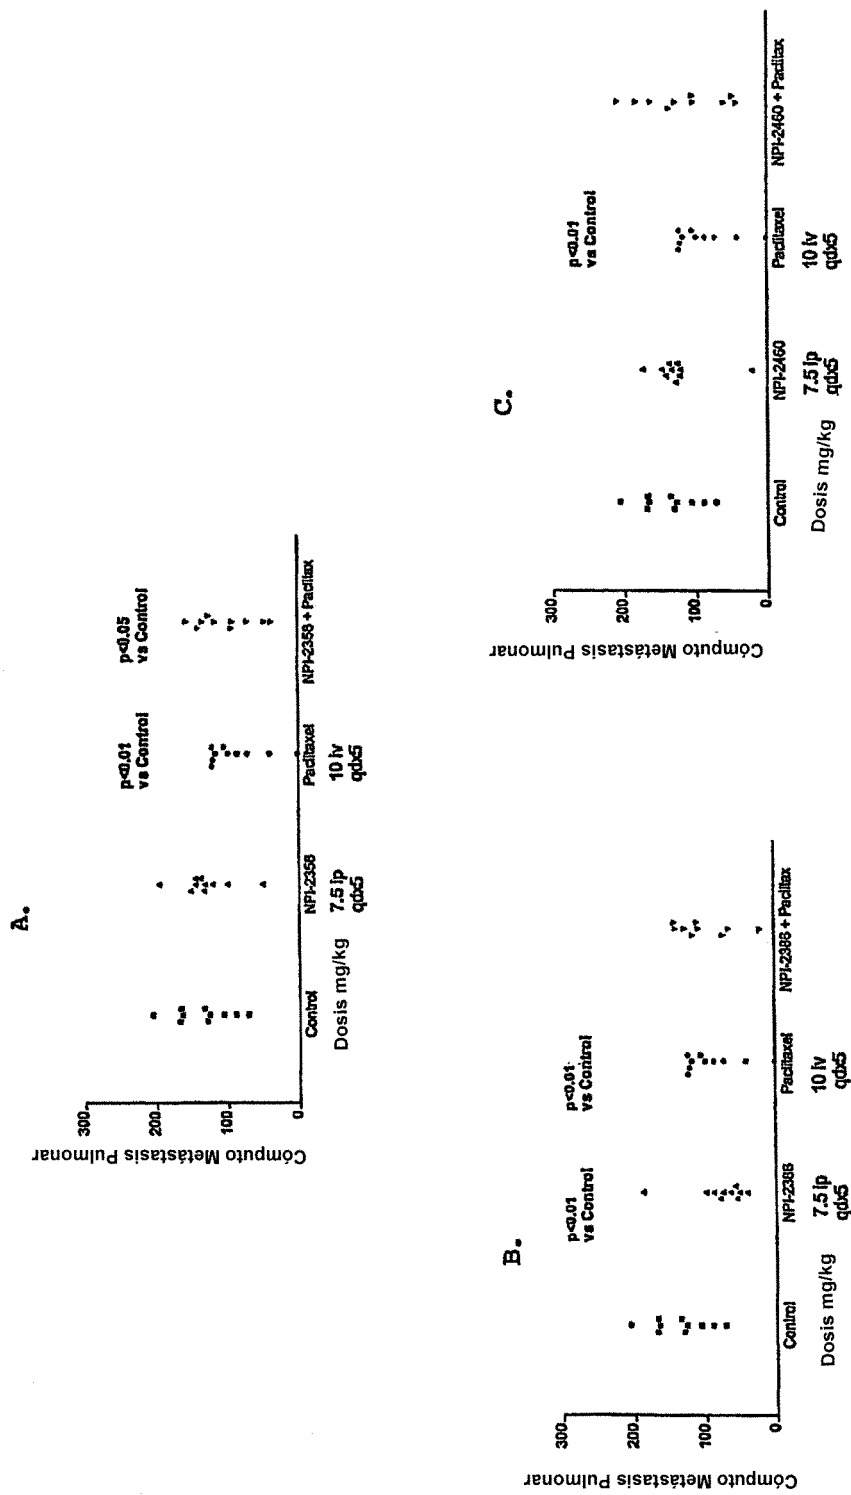 A.
Cómputo Metástasis Pulmonar
300
200
100
0
p<0.01
vs Control
p<0.05
vs Control
Control
NPI-2358
Paclitaxel
NPI-2358 + Paclitax
Dosis mg/kg
7.5 ip
qdx5
10 iv
qdx5
B.
Cómputo Metástasis Pulmonar
300
200
100
0
p<0.01
vs Control
p<0.01
vs Control
Control
NPI-2386
Paclitaxel
NPI-2386 + Paclitax
Dosis mg/kg
7.5 ip
qdx5
10 iv
qdx5
C.
Cómputo Metástasis Pulmonar
300
200
100
0
p<0.01
vs Control
Control
NPI-2460
Paclitaxel
NPI-2460 + Paclitax
Dosis mg/kg
7.5 ip
qdx5
10 iv
qdx5